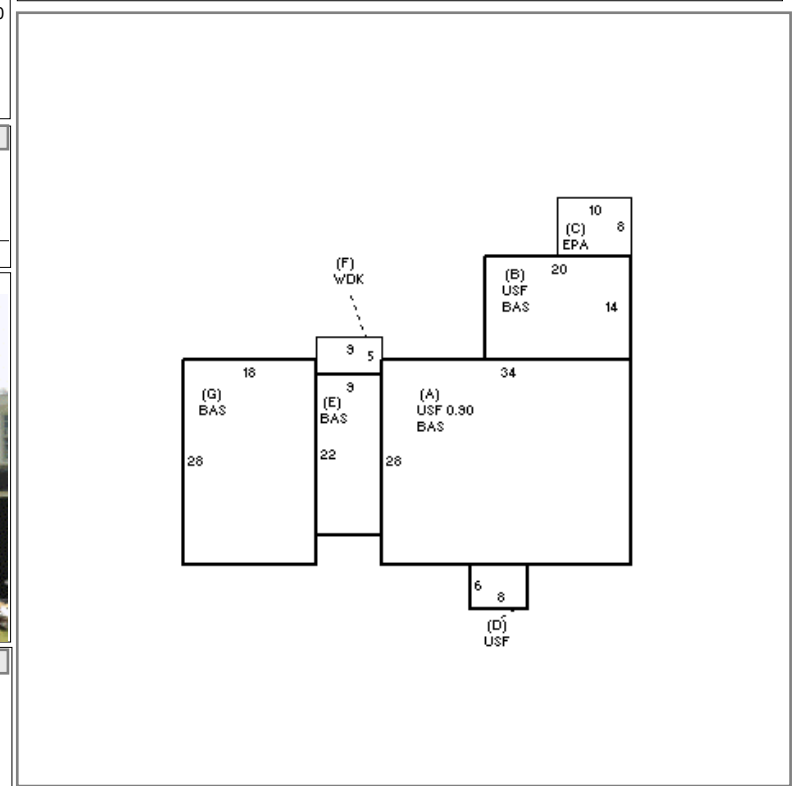 10
(C) 8
EPA
(F)
WDK
20
(B)
USF
BAS
14
9 5
18
9
34
(G)
BAS
(E)
BAS
(A)
USF 0.90
BAS
28
22
28
6
8
(D)
USF